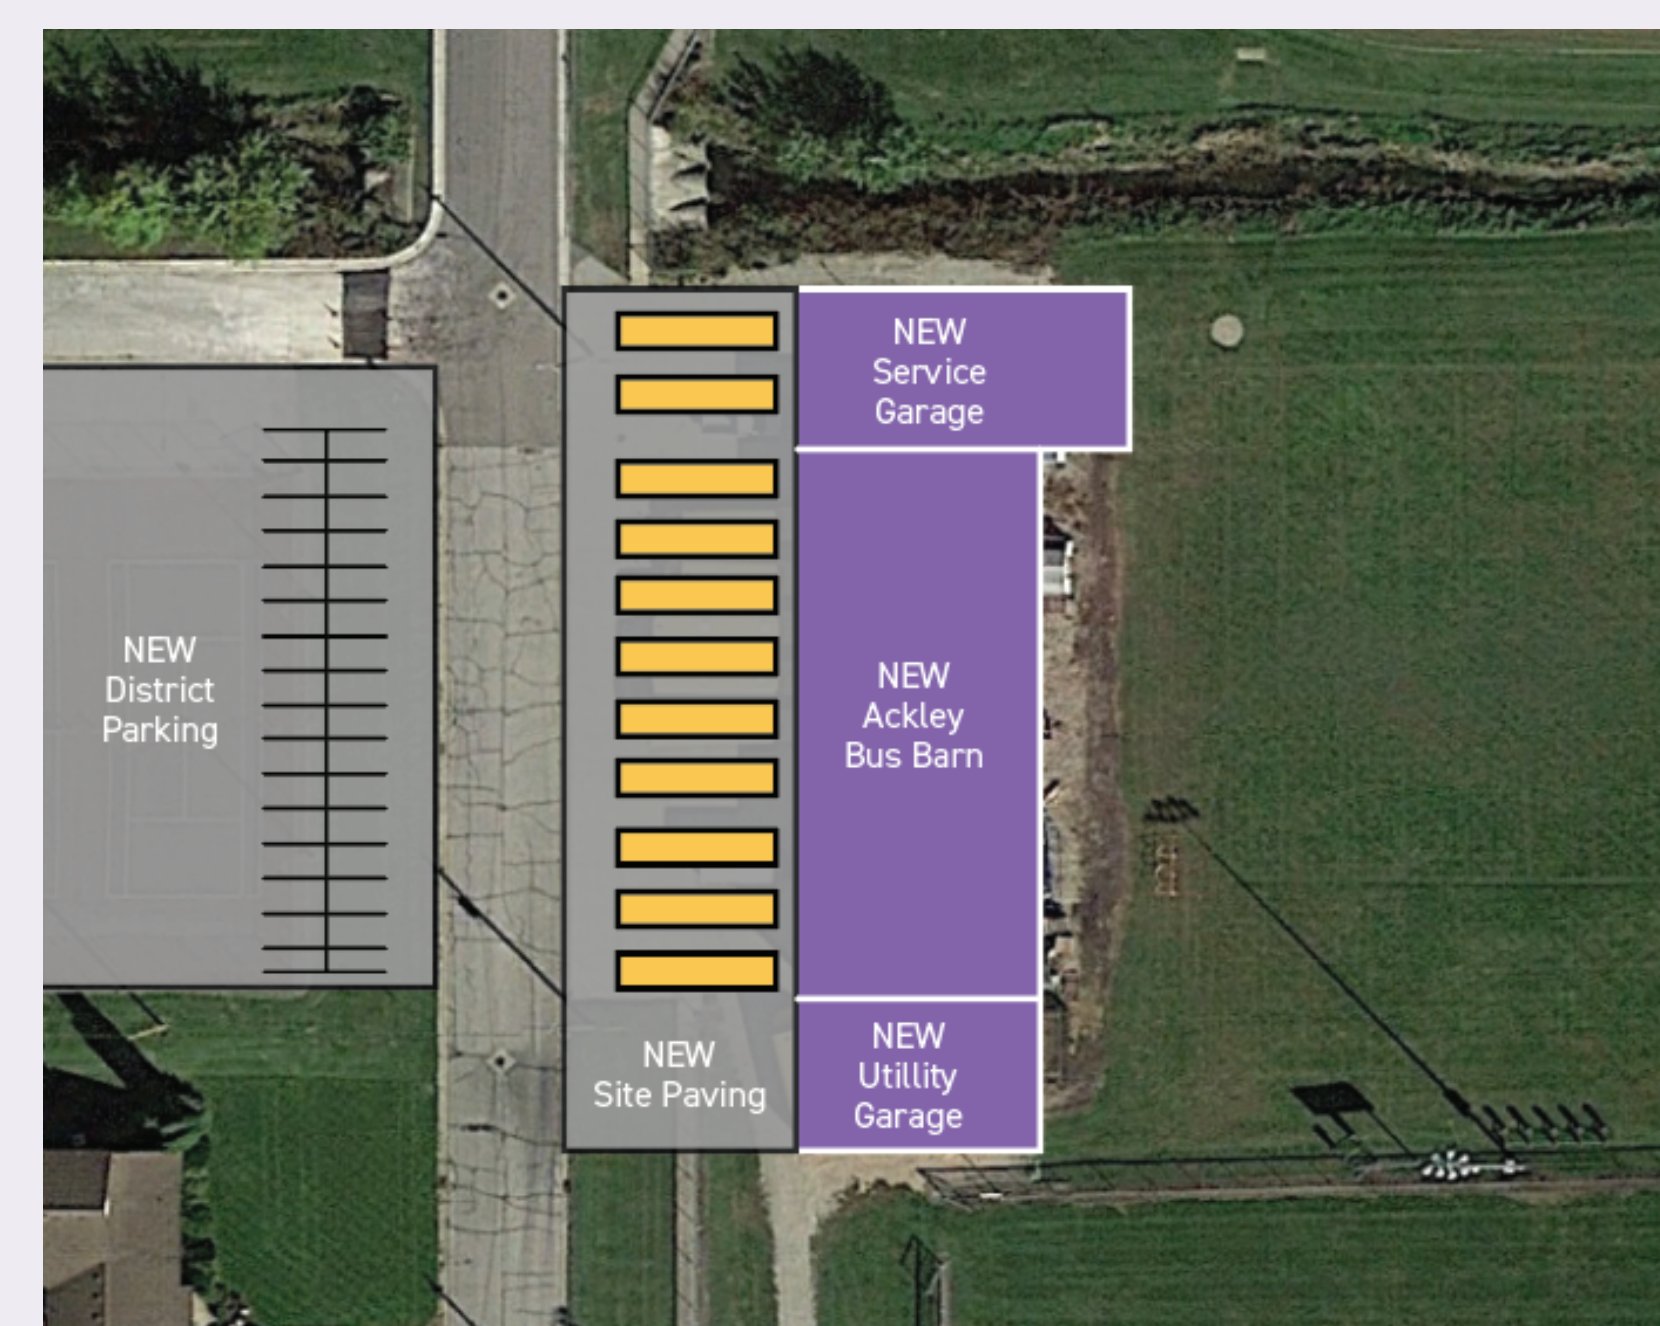 NEW
Service
Garage
NEW
District
Parking
NEW
Ackley
Bus Barn
NEW
Site Paving
NEW
Utillity
Garage